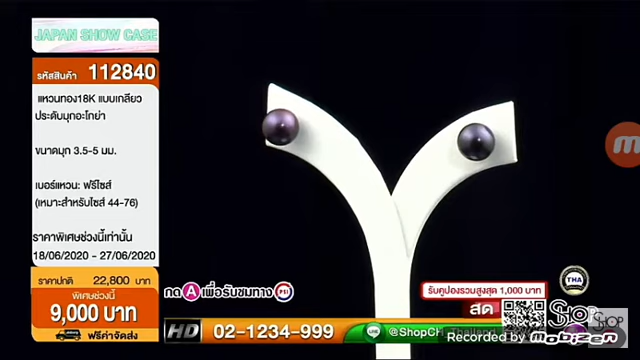 JAPAN SHOW CASE
รหัสสินค้า 112840
แหวนทอง18K แบบเกลียว
ประดับมุกอะโกย่า
ขนาดมุก 3.5-5 มม.
เบอร์แหวน: ฟรีไซส์
(เหมาะสำหรับไซส์ 44-76)
ราคาพิเศษช่วงนี้เท่านั้น
18/06/2020 - 27/06/2020
ราคาปกติ 22,800 บาท
พิเศษช่วงนี้
9,000 บาท
ฟรีค่าจัดส่ง
กด A เพื่อรับชมทาง
รับคูปองรวมสูงสุด 1,000 บาท
THA
สด
SHOP
HD 02-1234-999 LINE @ShopCH_Thailand
Recorded by mobizen